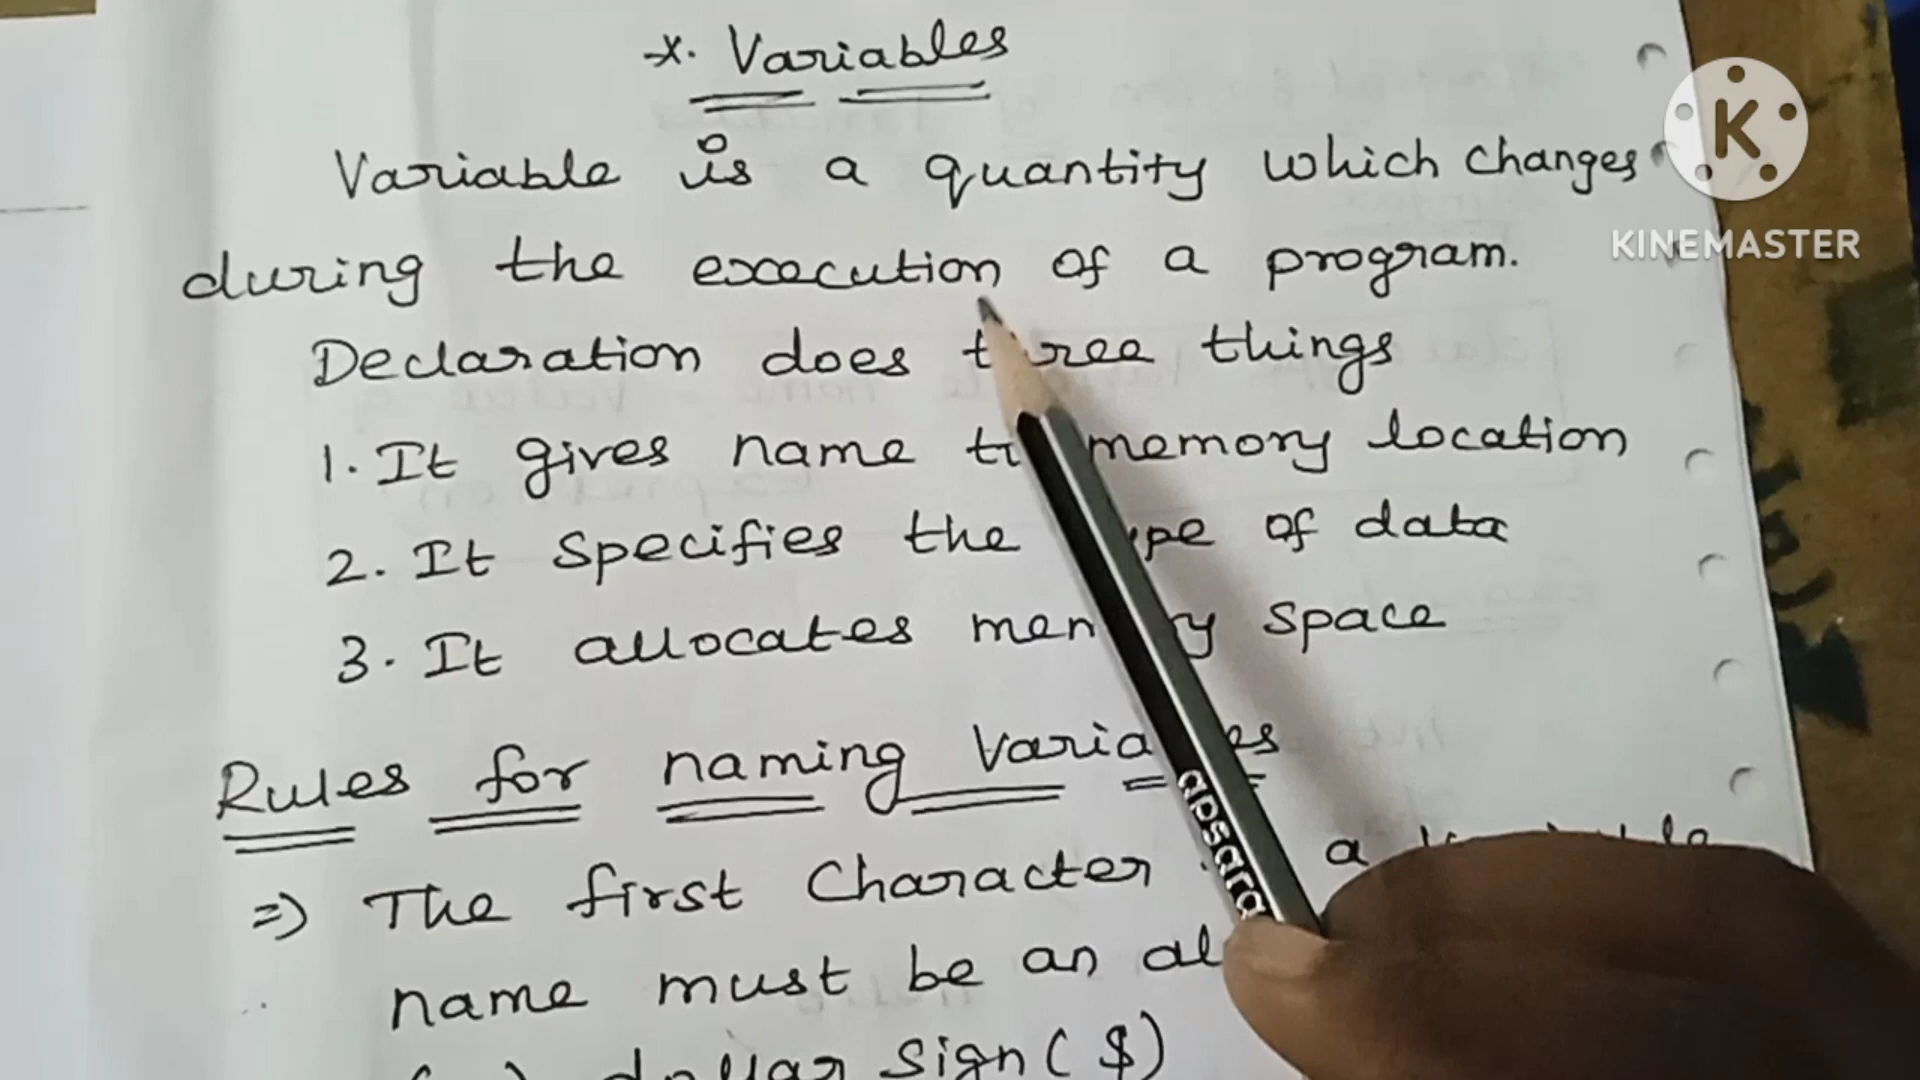 *. Variables
Variable is a quantity which changes
during the execution of a program.
Declaration does three things
1. It gives name to memory location
2. It specifies the type of data
3. It allocates memory space
Rules for naming Variables
=> The first Character a
name must be an
dollar sign ($)
apsara
K
KINEMASTER